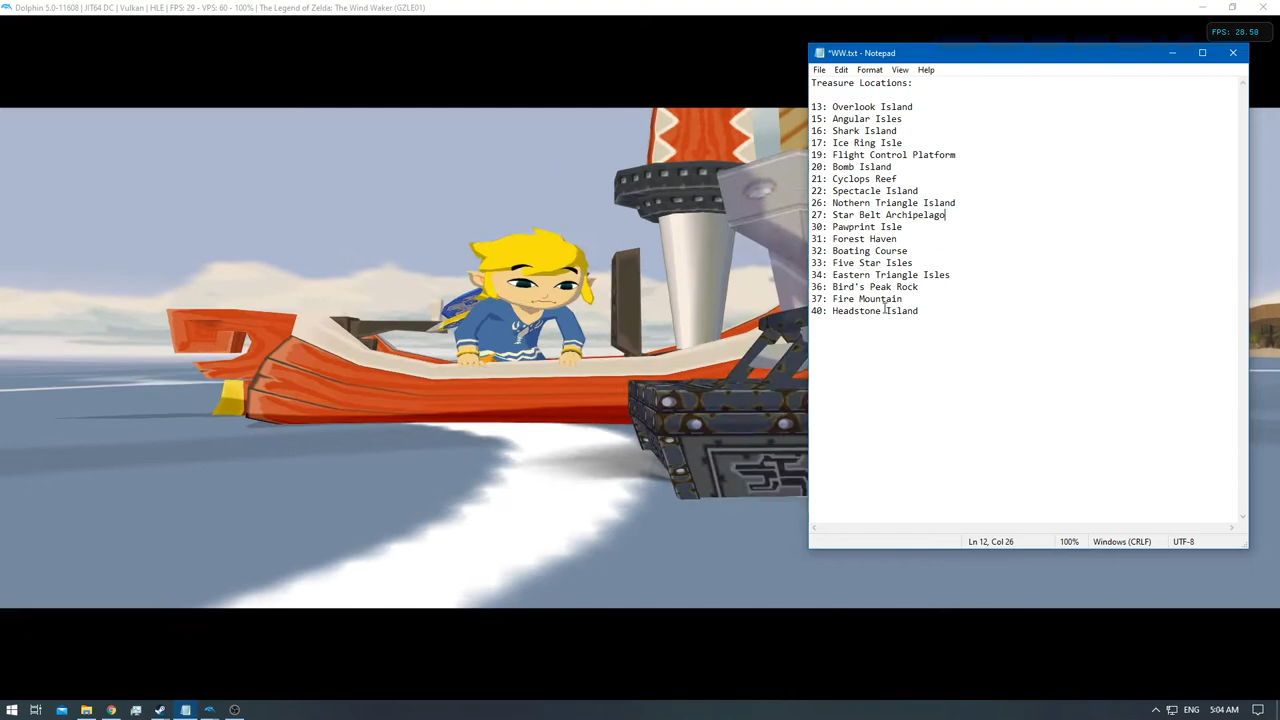 Dolphin 5.0-11608 | JIT64 DC | Vulkan | HLE | FPS: 29 - VPS: 60 - 100% | The Legend of Zelda: The Wind Waker (GZLE01)
FPS: 28.50
*WW.txt - Notepad
File Edit Format View Help
Treasure Locations:
13: Overlook Island
15: Angular Isles
16: Shark Island
17: Ice Ring Isle
19: Flight Control Platform
20: Bomb Island
21: Cyclops Reef
22: Spectacle Island
26: Nothern Triangle Island
27: Star Belt Archipelago
30: Pawprint Isle
31: Forest Haven
32: Boating Course
33: Five Star Isles
34: Eastern Triangle Isles
36: Bird's Peak Rock
37: Fire Mountain
40: Headstone Island
Ln 12, Col 26 100% Windows (CRLF) UTF-8
ENG 5:04 AM